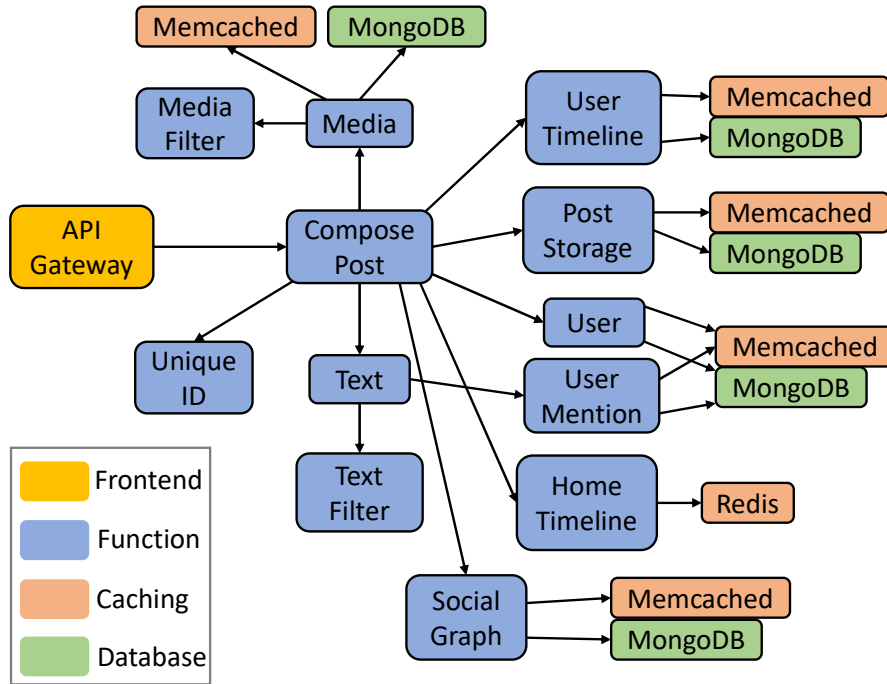 Memcached
MongoDB
Media
Filter
Media
User
Timeline
Memcached
MongoDB
API
Gateway
Compose
Post
Post
Storage
Memcached
MongoDB
Unique
ID
Text
User
User
Mention
Memcached
MongoDB
Text
Filter
Home
Timeline
Redis
Social
Graph
Memcached
MongoDB
Frontend
Function
Caching
Database